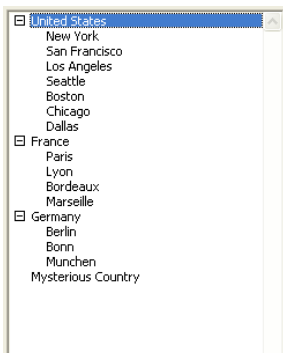 United States
New York
San Francisco
Los Angeles
Seattle
Boston
Chicago
Dallas
France
Paris
Lyon
Bordeaux
Marseille
Germany
Berlin
Bonn
Munchen
Mysterious Country